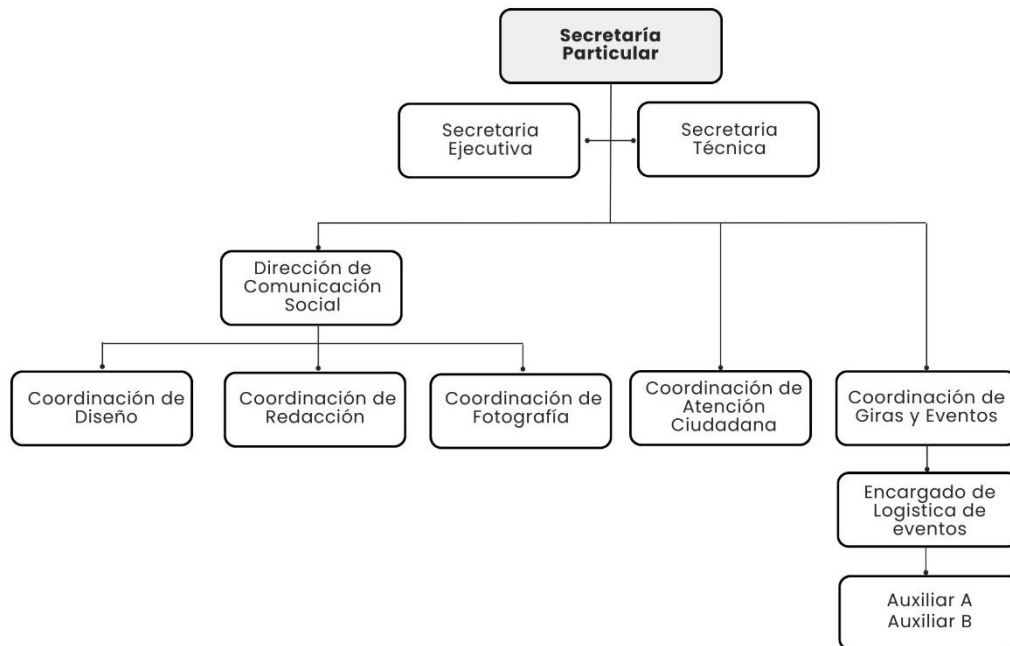 Secretaría
Particular
Secretaria
Ejecutiva
Secretaria
Técnica
Dirección de
Comunicación
Social
Coordinación de
Diseño
Coordinación de
Redacción
Coordinación de
Fotografía
Coordinación de
Atención
Ciudadana
Coordinación de
Giras y Eventos
Encargado de
Logistica de
eventos
Auxiliar A
Auxiliar B